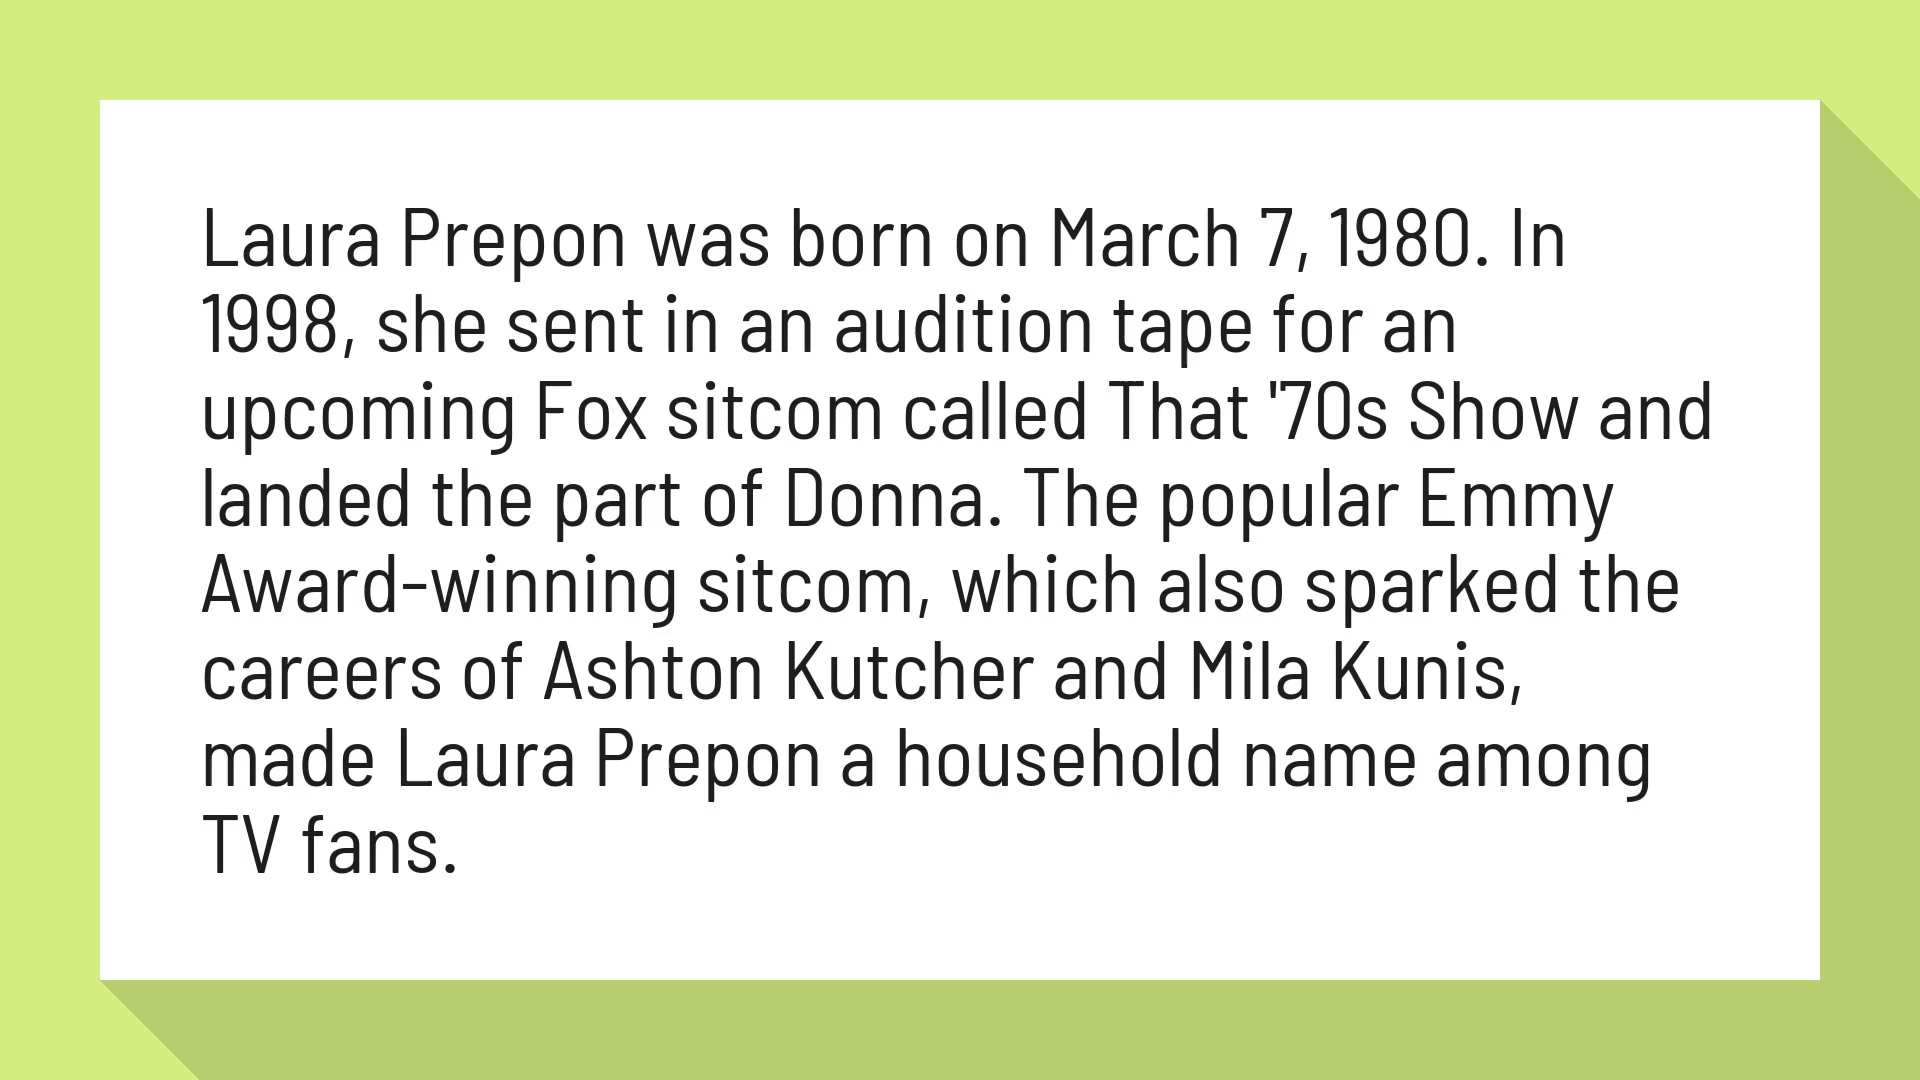 Laura Prepon was born on March 7, 1980. In
1998, she sent in an audition tape for an
upcoming Fox sitcom called That '70s Show and
landed the part of Donna. The popular Emmy
Award-winning sitcom, which also sparked the
careers of Ashton Kutcher and Mila Kunis,
made Laura Prepon a household name among
TV fans.